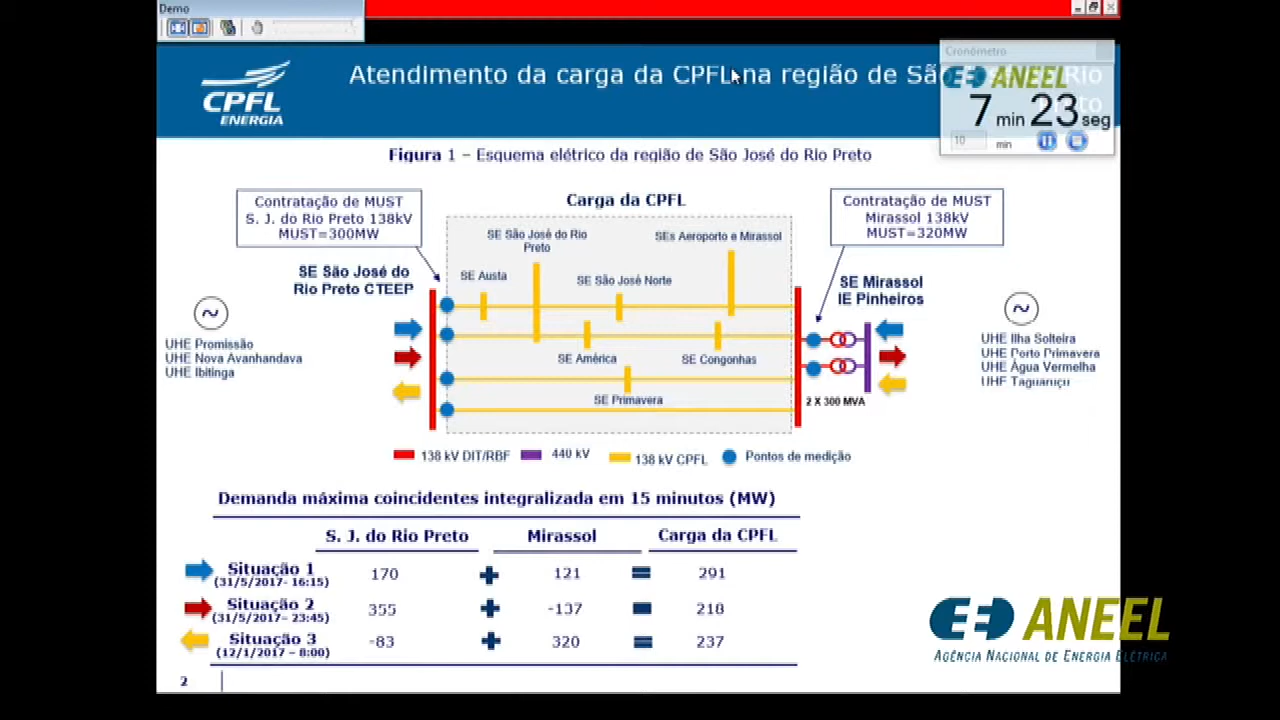 Demo
CPFL
ENERGIA
Atendimento da carga da CPFL na região de São Rio
Preto
Cronômetro
ANEEL
7 min 23 seg
10 min
Figura 1 – Esquema elétrico da região de São José do Rio Preto
Contratação de MUST
S. J. do Rio Preto 138kV
MUST=300MW
Carga da CPFL
Contratação de MUST
Mirassol 138kV
MUST=320MW
SE São José do Rio
Preto
SEs Aeroporto e Mirassol
SE Austa
SE São José Norte
SE São José do
Rio Preto CTEEP
SE Mirassol
IE Pinheiros
UHE Promissão
UHE Nova Avanhandava
UHE Ibitinga
UHE Ilha Solteira
UHE Porto Primavera
UHE Água Vermelha
UHE Taquaruçu
SE América
SE Congonhas
SE Primavera
2 X 300 MVA
138 kV DIT/RBF
440 kV
138 kV CPFL
Pontos de medição
Demanda máxima coincidentes integralizada em 15 minutos (MW)
S. J. do Rio Preto Mirassol Carga da CPFL
Situação 1 170 + 121 = 291
(31/5/2017- 16:15)
Situação 2 355 + -137 = 218
(31/5/2017- 23:45)
Situação 3 -83 + 320 = 237
(12/1/2017 – 8:00)
2
ANEEL
AGÊNCIA NACIONAL DE ENERGIA ELÉTRICA